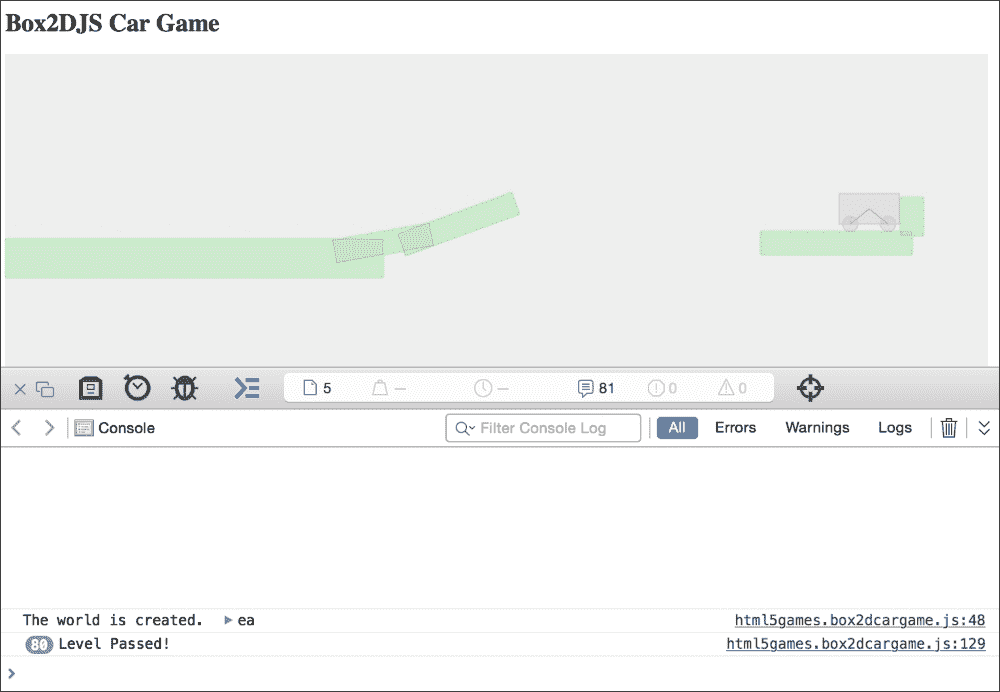 Box2DJS Car Game
5 — — 81 0 0
Console Filter Console Log All Errors Warnings Logs
The world is created. ea html5games.box2dcargame.js:48
80 Level Passed! html5games.box2dcargame.js:129